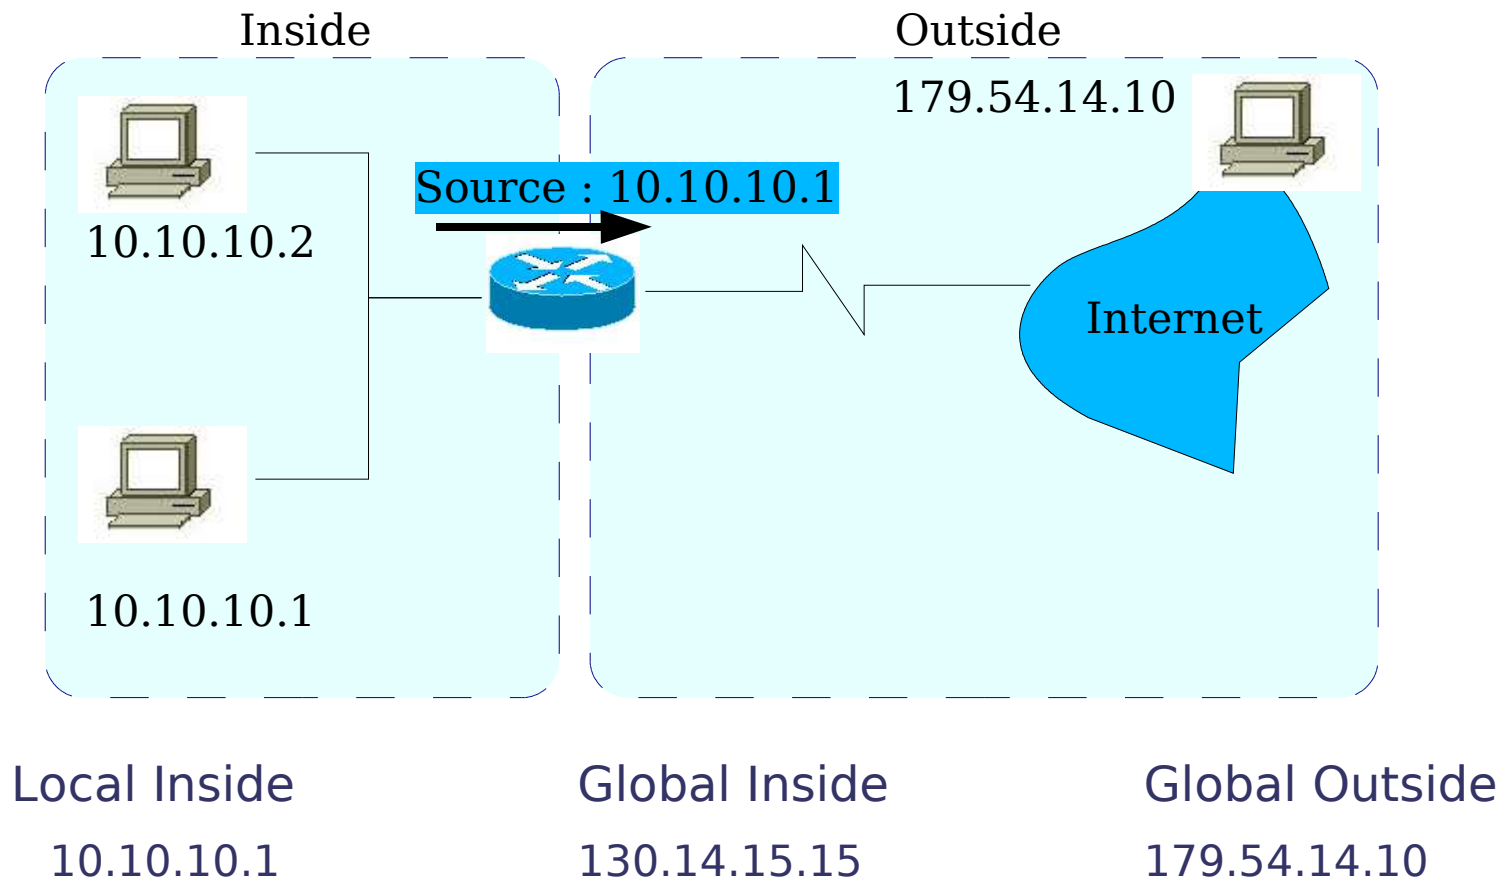 Inside
Outside
179.54.14.10
Source : 10.10.10.1
10.10.10.2
Internet
10.10.10.1
Local Inside
Global Inside
Global Outside
10.10.10.1
130.14.15.15
179.54.14.10